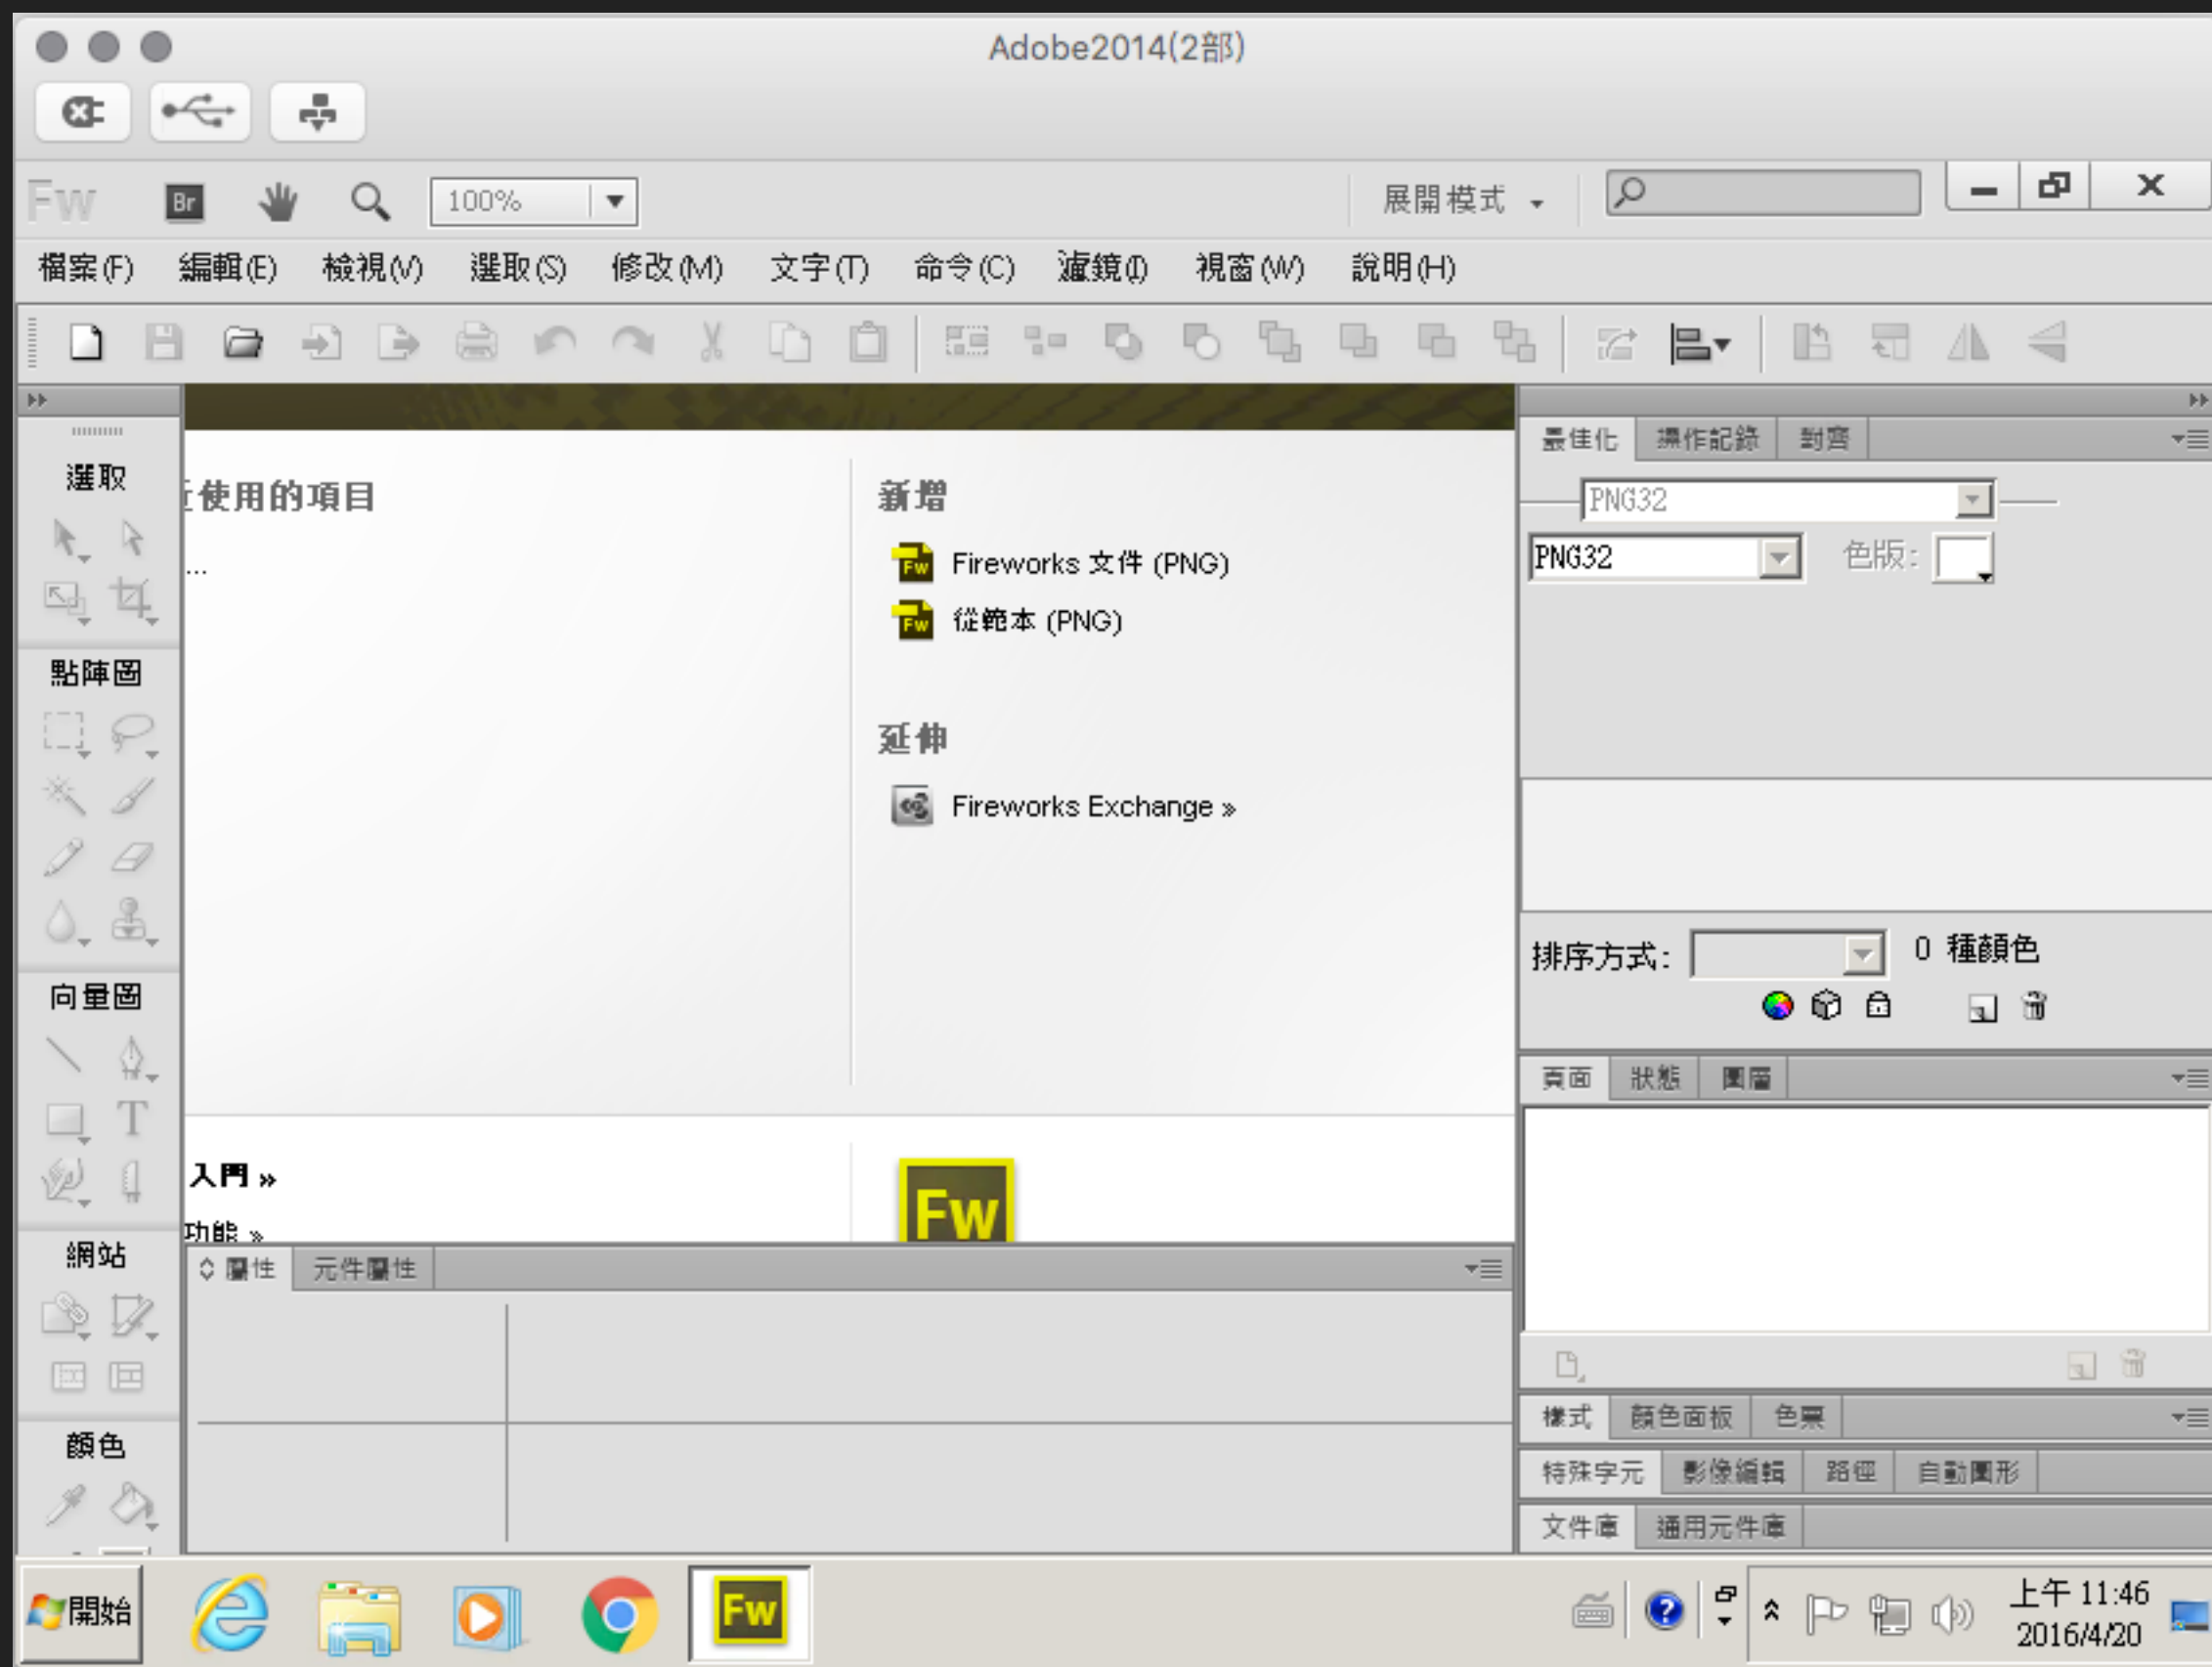 Adobe2014(2部)
Fw
Br
100%
展開模式
檔案(F) 編輯(E) 檢視(V) 選取(S) 修改(M) 文字(T) 命令(C) 濾鏡(I) 視窗(W) 說明(H)
選取
點陣圖
向量圖
網站
顏色
使用的項目
...
新增
Fireworks 文件 (PNG)
從範本 (PNG)
延伸
Fireworks Exchange »
入門 »
功能 »
Fw
屬性 元件屬性
最佳化 操作記錄 對齊
PNG32
PNG32 色版:
排序方式: 0 種顏色
頁面 狀態 圖層
樣式 顏色面板 色票
特殊字元 影像編輯 路徑 自動圖形
文件庫 通用元件庫
開始
Fw
上午 11:46
2016/4/20